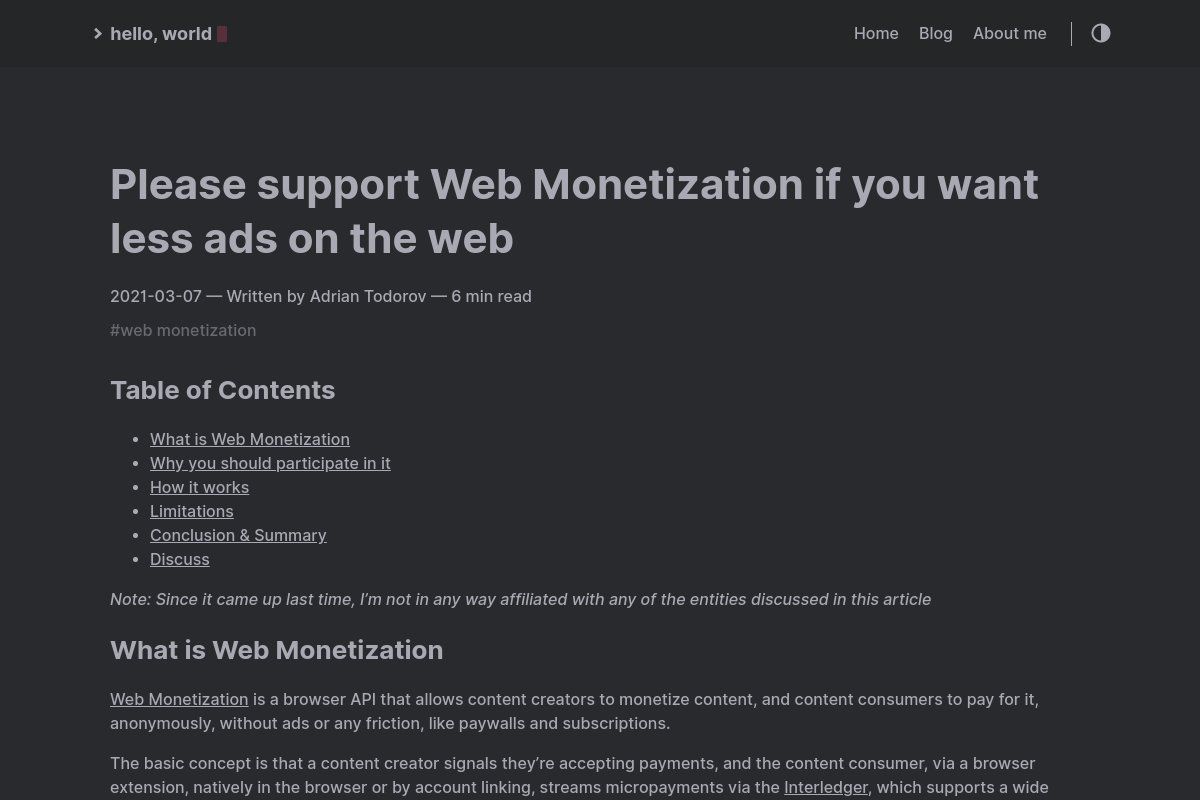 hello, world
Home Blog About me
Please support Web Monetization if you want
less ads on the web
2021-03-07 — Written by Adrian Todorov — 6 min read
#web monetization
Table of Contents
What is Web Monetization
Why you should participate in it
How it works
Limitations
Conclusion & Summary
Discuss
Note: Since it came up last time, I’m not in any way affiliated with any of the entities discussed in this article
What is Web Monetization
Web Monetization is a browser API that allows content creators to monetize content, and content consumers to pay for it,
anonymously, without ads or any friction, like paywalls and subscriptions.
The basic concept is that a content creator signals they’re accepting payments, and the content consumer, via a browser
extension, natively in the browser or by account linking, streams micropayments via the Interledger, which supports a wide